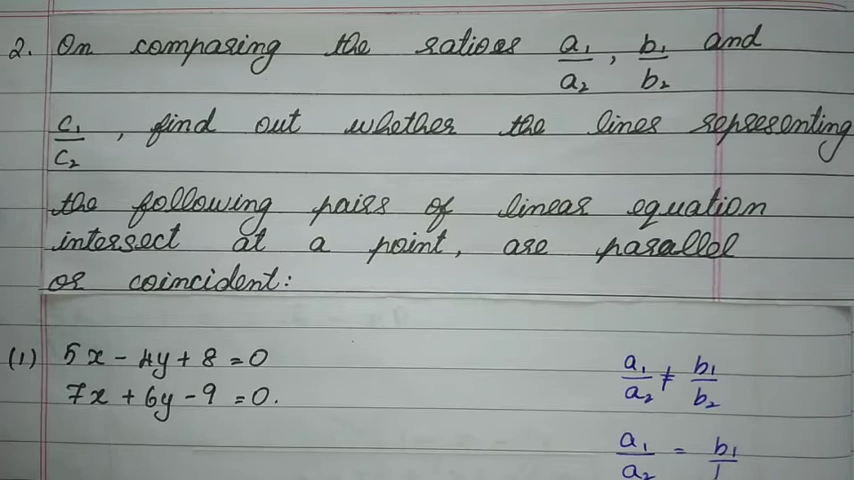 2. On comparing the ratioes a₁/a₂, b₁/b₂ and
c₁/c₂, find out whether the lines representing
the following pairs of linear equation
intersect at a point, are parallel
or coincident:
(1) 5x - 4y + 8 = 0
7x + 6y - 9 = 0.
a₁/a₂ ≠ b₁/b₂
a₁/a₂ = b₁/